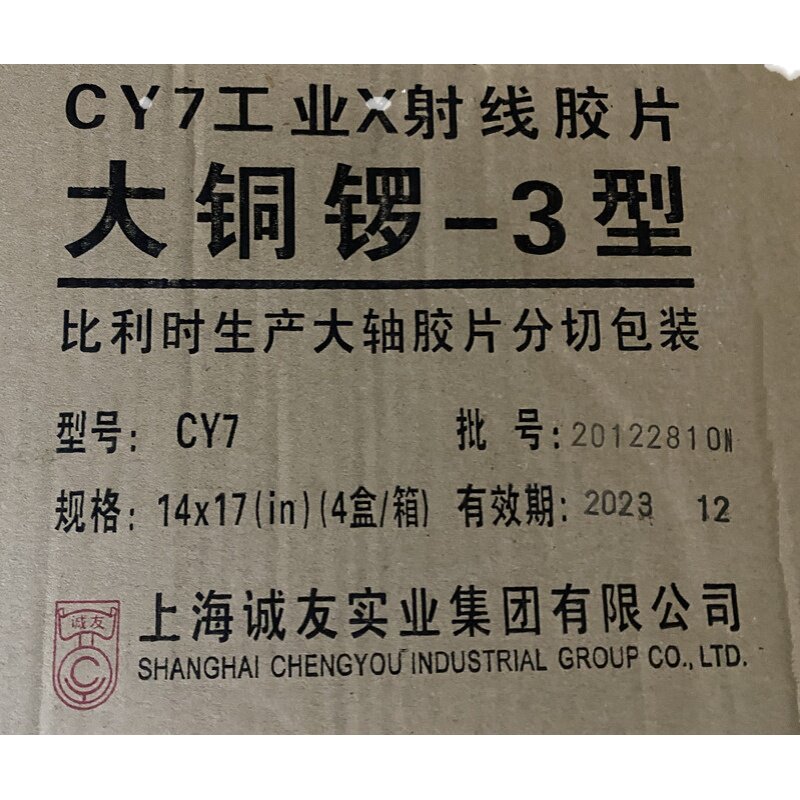 CY7工业X射线胶片
大铜锣-3型
比利时生产大轴胶片分切包装
型号: CY7 批 号:20122810N
规格: 14x17(in)(4盒/箱) 有效期: 2023 12
诚友
上海诚友实业集团有限公司
SHANGHAI CHENGYOU INDUSTRIAL GROUP CO., LTD.